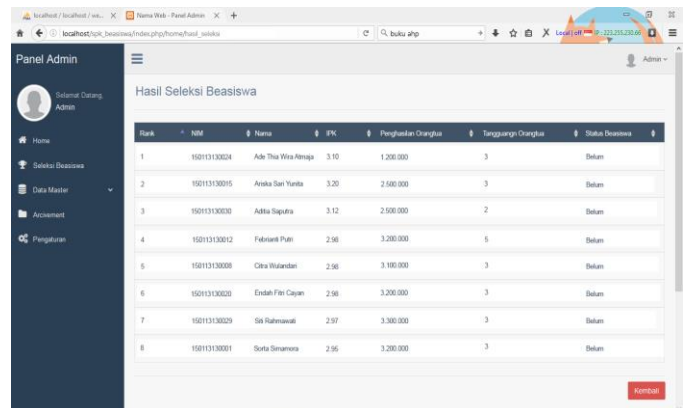 localhost / localhost / we...
Nama Web - Panel Admin
localhost/spk_beasiswa/index.php/home/hasil_seleksi
buku ahp
Panel Admin
Admin
Selamat Datang,
Admin
Home
Seleksi Beasiswa
Data Master
Arcivement
Pengaturan
Hasil Seleksi Beasiswa
Rank NIM Nama IPK Penghasilan Orangtua Tangguangn Orangtua Status Beasiswa
1 150113130024 Ade Thia Wira Atmaja 3.10 1.200.000 3 Belum
2 150113130015 Ariska Sari Yunita 3.20 2.500.000 3 Belum
3 150113130030 Aditia Saputra 3.12 2.500.000 2 Belum
4 150113130012 Febrianti Putri 2.98 3.200.000 5 Belum
5 150113130008 Citra Wulandari 2.98 3.100.000 3 Belum
6 150113130020 Endah Fitri Cayan 2.98 3.200.000 3 Belum
7 150113130029 Siti Rahmawati 2.97 3.300.000 3 Belum
8 150113130001 Sorta Simamora 2.95 3.200.000 3 Belum
Kembali